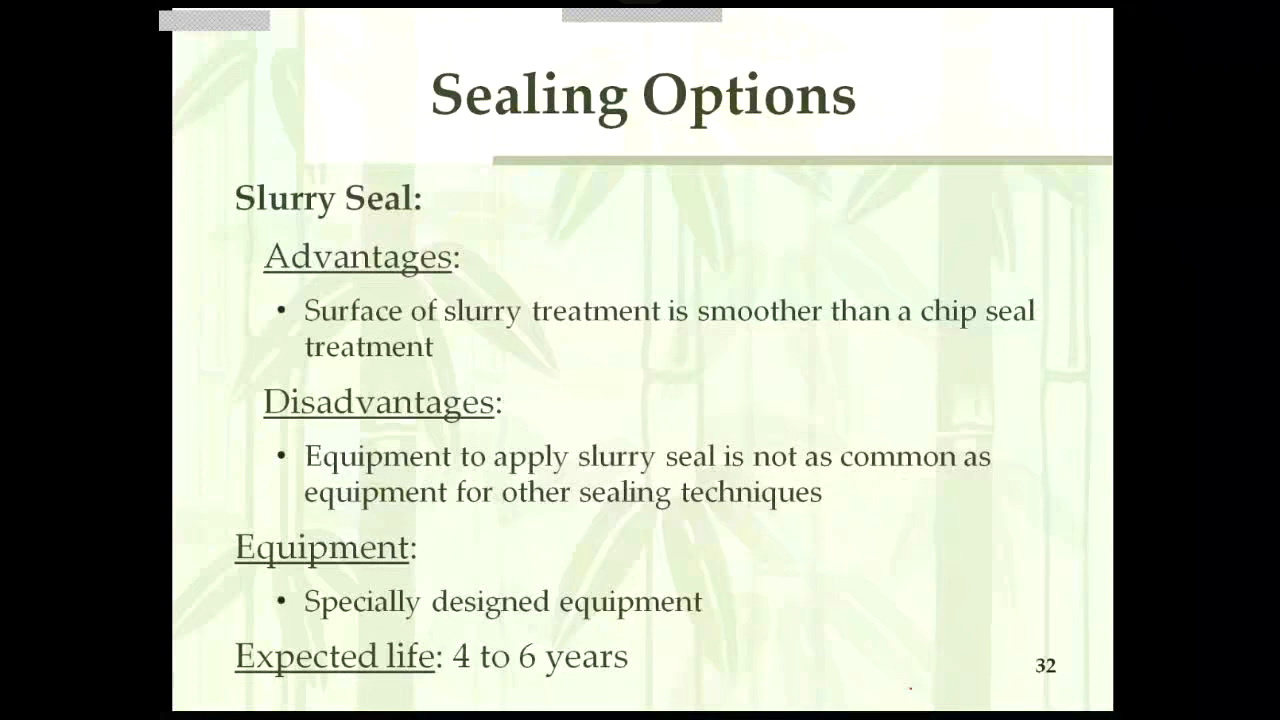 Sealing Options
Slurry Seal:
Advantages:
• Surface of slurry treatment is smoother than a chip seal
treatment
Disadvantages:
• Equipment to apply slurry seal is not as common as
equipment for other sealing techniques
Equipment:
• Specially designed equipment
Expected life: 4 to 6 years
32